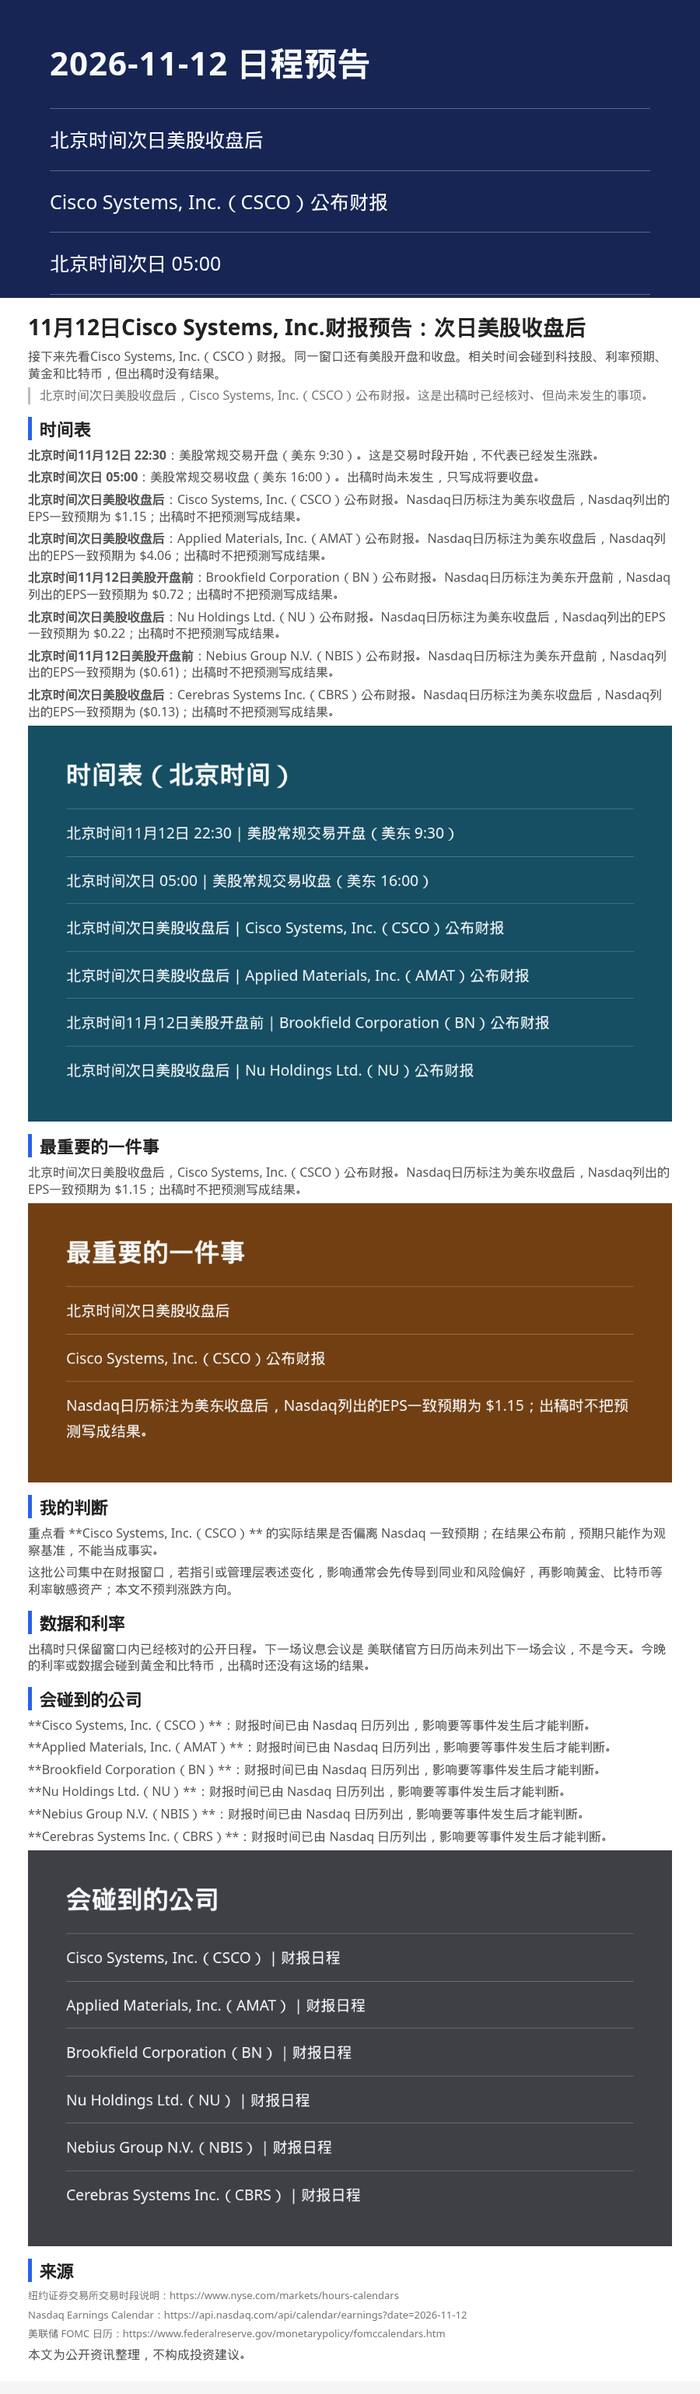 2026-11-12 日程预告
北京时间次日美股收盘后
Cisco Systems, Inc.（CSCO）公布财报
北京时间次日 05:00
11月12日Cisco Systems, Inc.财报预告：次日美股收盘后
接下来先看Cisco Systems, Inc.（CSCO）财报。同一窗口还有美股开盘和收盘。相关时间会碰到科技股、利率预期、
黄金和比特币，但出稿时没有结果。
北京时间次日美股收盘后，Cisco Systems, Inc.（CSCO）公布财报。这是出稿时已经核对、但尚未发生的事项。
时间表
北京时间11月12日 22:30：美股常规交易开盘（美东 9:30）。这是交易时段开始，不代表已经发生涨跌。
北京时间次日 05:00：美股常规交易收盘（美东 16:00）。出稿时尚未发生，只写成将要收盘。
北京时间次日美股收盘后：Cisco Systems, Inc.（CSCO）公布财报。Nasdaq日历标注为美东收盘后，Nasdaq列出的
EPS一致预期为 $1.15；出稿时不把预测写成结果。
北京时间次日美股收盘后：Applied Materials, Inc.（AMAT）公布财报。Nasdaq日历标注为美东收盘后，Nasdaq列
出的EPS一致预期为 $4.06；出稿时不把预测写成结果。
北京时间11月12日美股开盘前：Brookfield Corporation（BN）公布财报。Nasdaq日历标注为美东开盘前，Nasdaq
列出的EPS一致预期为 $0.72；出稿时不把预测写成结果。
北京时间次日美股收盘后：Nu Holdings Ltd.（NU）公布财报。Nasdaq日历标注为美东收盘后，Nasdaq列出的EPS
一致预期为 $0.22；出稿时不把预测写成结果。
北京时间11月12日美股开盘前：Nebius Group N.V.（NBIS）公布财报。Nasdaq日历标注为美东开盘前，Nasdaq列
出的EPS一致预期为 ($0.61)；出稿时不把预测写成结果。
北京时间次日美股收盘后：Cerebras Systems Inc.（CBRS）公布财报。Nasdaq日历标注为美东收盘后，Nasdaq列
出的EPS一致预期为 ($0.13)；出稿时不把预测写成结果。
时间表（北京时间）
北京时间11月12日 22:30 | 美股常规交易开盘（美东 9:30）
北京时间次日 05:00 | 美股常规交易收盘（美东 16:00）
北京时间次日美股收盘后 | Cisco Systems, Inc.（CSCO）公布财报
北京时间次日美股收盘后 | Applied Materials, Inc.（AMAT）公布财报
北京时间11月12日美股开盘前 | Brookfield Corporation（BN）公布财报
北京时间次日美股收盘后 | Nu Holdings Ltd.（NU）公布财报
最重要的一件事
北京时间次日美股收盘后，Cisco Systems, Inc.（CSCO）公布财报。Nasdaq日历标注为美东收盘后，Nasdaq列出的
EPS一致预期为 $1.15；出稿时不把预测写成结果。
最重要的一件事
北京时间次日美股收盘后
Cisco Systems, Inc.（CSCO）公布财报
Nasdaq日历标注为美东收盘后，Nasdaq列出的EPS一致预期为 $1.15；出稿时不把预
测写成结果。
我的判断
重点看 **Cisco Systems, Inc.（CSCO）** 的实际结果是否偏离 Nasdaq 一致预期；在结果公布前，预期只能作为观
察基准，不能当成事实。
这批公司集中在财报窗口，若指引或管理层表述变化，影响通常会先传导到同业和风险偏好，再影响黄金、比特币等
利率敏感资产；本文不预判涨跌方向。
数据和利率
出稿时只保留窗口内已经核对的公开日程。下一场议息会议是 美联储官方日历尚未列出下一场会议，不是今天。今晚
的利率或数据会碰到黄金和比特币，出稿时还没有这场的结果。
会碰到的公司
**Cisco Systems, Inc.（CSCO）**：财报时间已由 Nasdaq 日历列出，影响要等事件发生后才能判断。
**Applied Materials, Inc.（AMAT）**：财报时间已由 Nasdaq 日历列出，影响要等事件发生后才能判断。
**Brookfield Corporation（BN）**：财报时间已由 Nasdaq 日历列出，影响要等事件发生后才能判断。
**Nu Holdings Ltd.（NU）**：财报时间已由 Nasdaq 日历列出，影响要等事件发生后才能判断。
**Nebius Group N.V.（NBIS）**：财报时间已由 Nasdaq 日历列出，影响要等事件发生后才能判断。
**Cerebras Systems Inc.（CBRS）**：财报时间已由 Nasdaq 日历列出，影响要等事件发生后才能判断。
会碰到的公司
Cisco Systems, Inc.（CSCO） | 财报日程
Applied Materials, Inc.（AMAT） | 财报日程
Brookfield Corporation（BN） | 财报日程
Nu Holdings Ltd.（NU） | 财报日程
Nebius Group N.V.（NBIS） | 财报日程
Cerebras Systems Inc.（CBRS） | 财报日程
来源
纽约证券交易所交易时段说明：https://www.nyse.com/markets/hours-calendars
Nasdaq Earnings Calendar：https://api.nasdaq.com/api/calendar/earnings?date=2026-11-12
美联储 FOMC 日历：https://www.federalreserve.gov/monetarypolicy/fomccalendars.htm
本文为公开资讯整理，不构成投资建议。